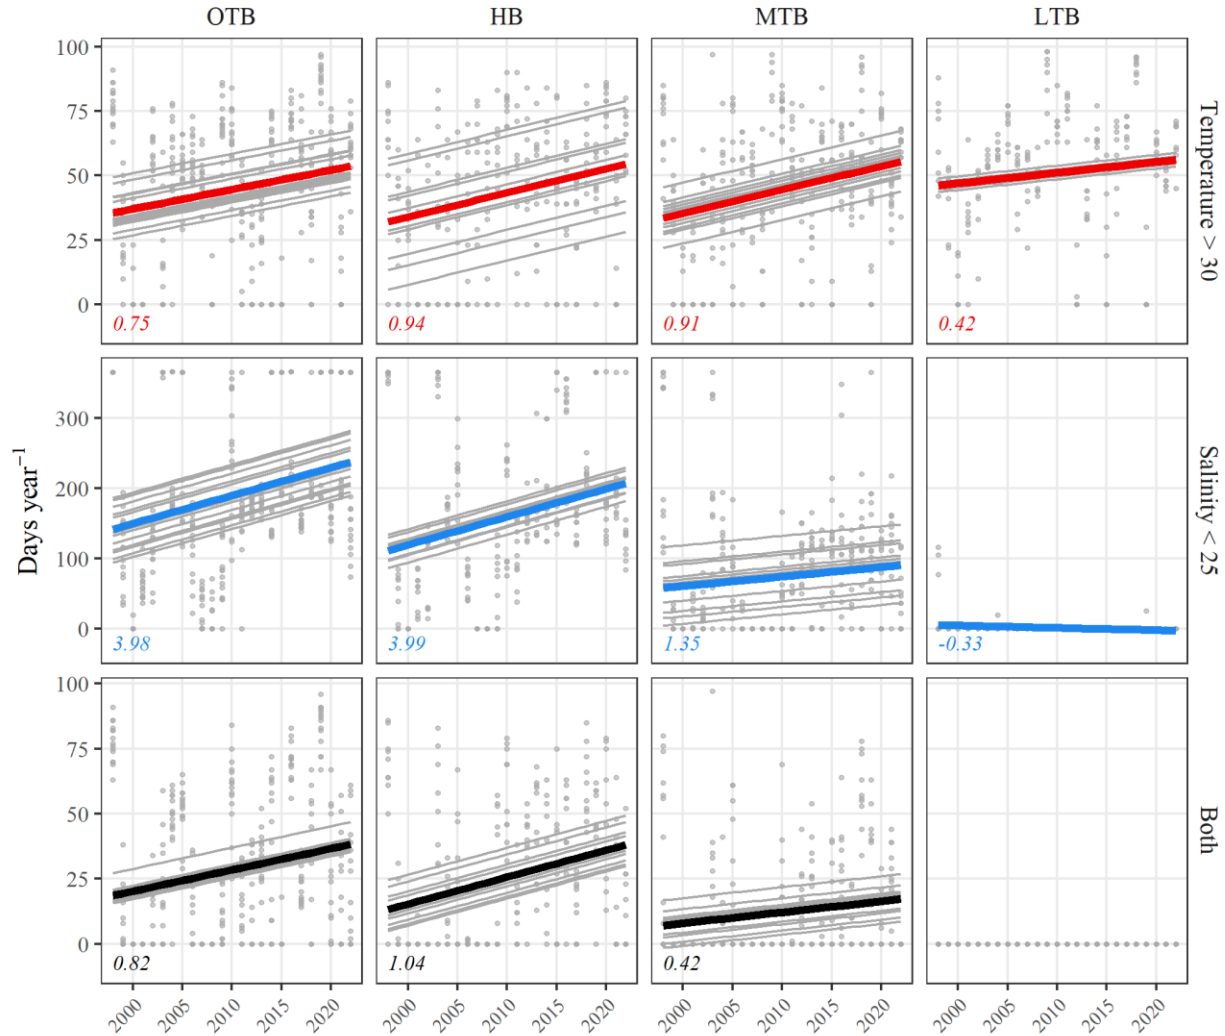 OTB HB MTB LTB
100
75
50
25
0
0.75 0.94 0.91 0.42
Temperature > 30
300
200
100
0
3.98 3.99 1.35 -0.33
Salinity < 25
Days year⁻¹
100
75
50
25
0
0.82 1.04 0.42
Both
2000 2005 2010 2015 2020 2000 2005 2010 2015 2020 2000 2005 2010 2015 2020 2000 2005 2010 2015 2020